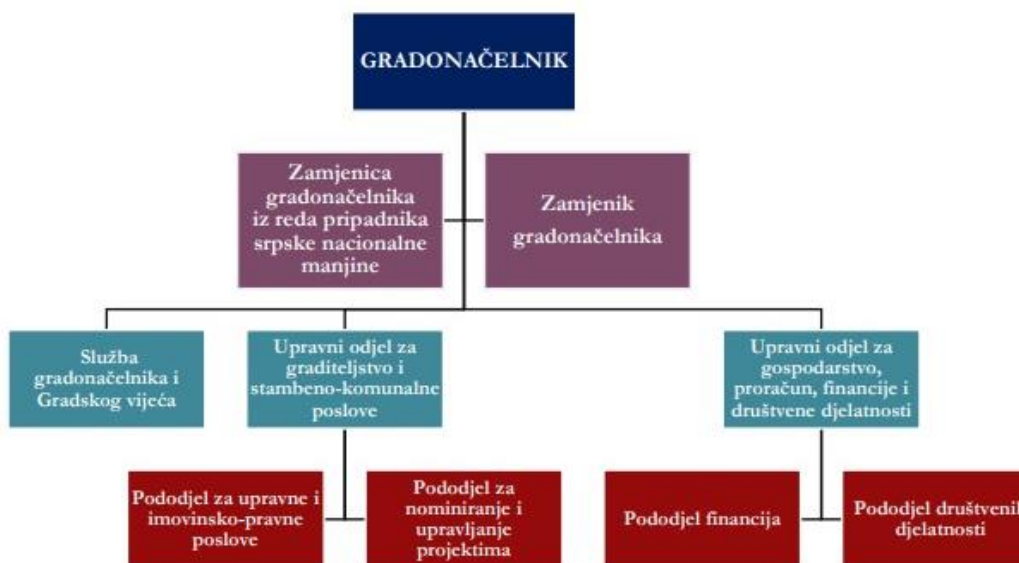 GRADONAČELNIK
Zamjenica
gradonačelnika
iz reda pripadnika
srpske nacionalne
manjine
Zamjenik
gradonačelnika
Služba
gradonačelnika i
Gradskog vijeća
Upravni odjel za
graditeljstvo i
stambeno-komunalne
poslove
Upravni odjel za
gospodarstvo,
proračun, financije i
društvene djelatnosti
Pododjel za upravne i
imovinsko-pravne
poslove
Pododjel za
nominiranje i
upravljanje
projektima
Pododjel financija
Pododjel društvenih
djelatnosti